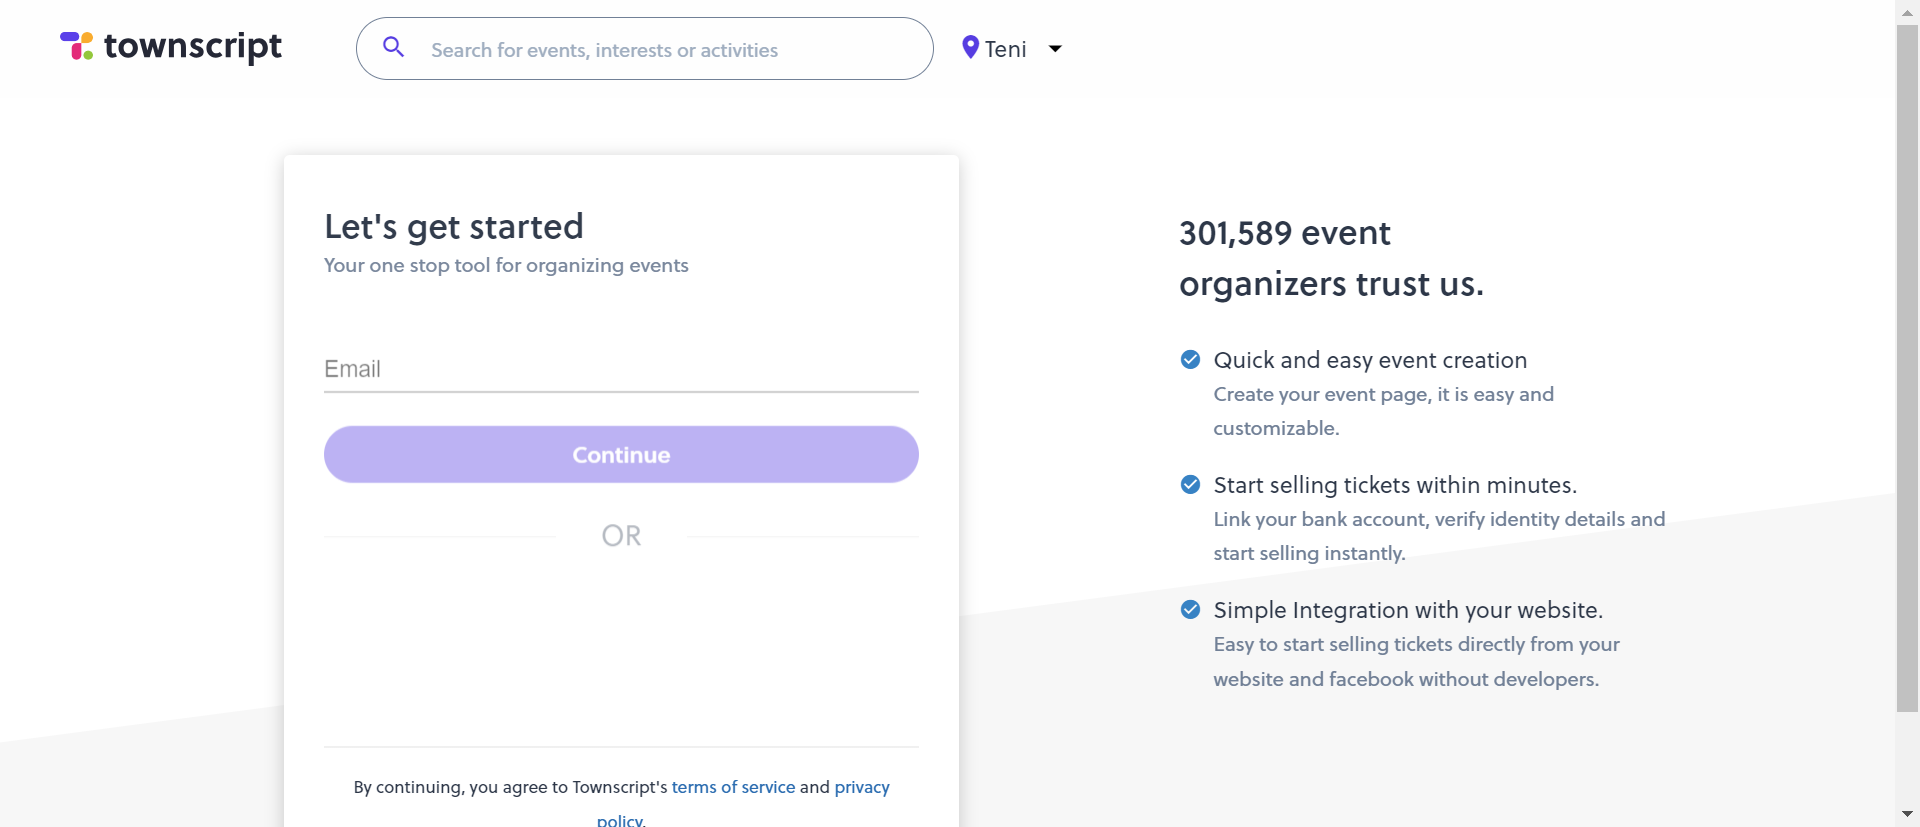 townscript
Search for events, interests or activities
Teni
Let's get started
Your one stop tool for organizing events
Email
Continue
OR
By continuing, you agree to Townscript's terms of service and privacy
policy.
301,589 event
organizers trust us.
Quick and easy event creation
Create your event page, it is easy and
customizable.
Start selling tickets within minutes.
Link your bank account, verify identity details and
start selling instantly.
Simple Integration with your website.
Easy to start selling tickets directly from your
website and facebook without developers.